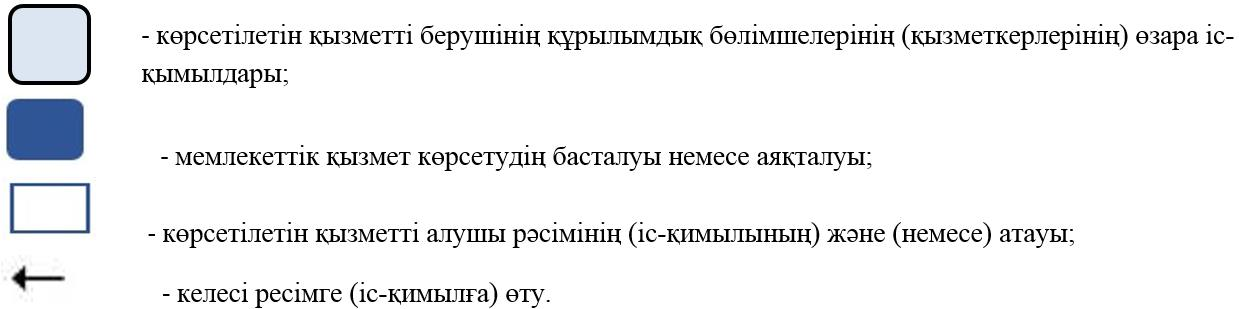 - көрсетілетін қызметті берушінің құрылымдық бөлімшелерінің (қызметкерлерінің) өзара іс-
қымылдары;
- мемлекеттік қызмет көрсетудің басталуы немесе аяқталуы;
- көрсетілетін қызметті алушы рәсімінің (іс-қимылының) және (немесе) атауы;
- келесі ресімге (іс-қимылға) өту.